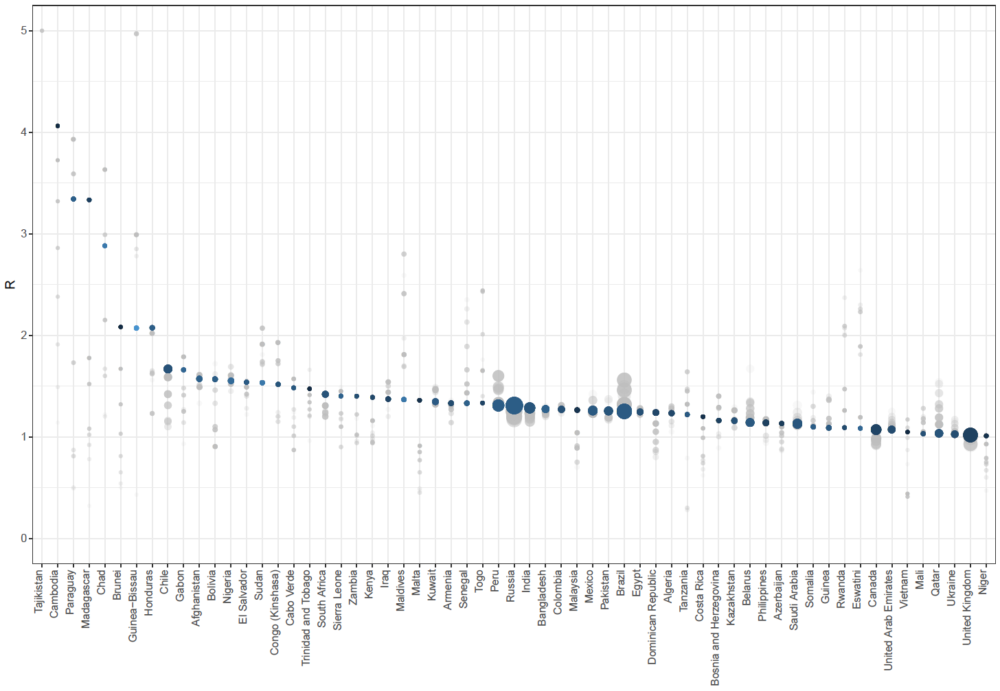 5
4
3
2
1
0
R
Tajikistan
Cambodia
Paraguay
Madagascar
Chad
Brunei
Guinea−Bissau
Honduras
Chile
Gabon
Afghanistan
Bolivia
Nigeria
El Salvador
Sudan
Congo (Kinshasa)
Cabo Verde
Trinidad and Tobago
South Africa
Sierra Leone
Zambia
Kenya
Iraq
Maldives
Malta
Kuwait
Armenia
Senegal
Togo
Peru
Russia
India
Bangladesh
Colombia
Malaysia
Mexico
Pakistan
Brazil
Egypt
Dominican Republic
Algeria
Tanzania
Costa Rica
Bosnia and Herzegovina
Kazakhstan
Belarus
Philippines
Azerbaijan
Saudi Arabia
Somalia
Guinea
Rwanda
Eswatini
Canada
United Arab Emirates
Vietnam
Mali
Qatar
Ukraine
United Kingdom
Niger